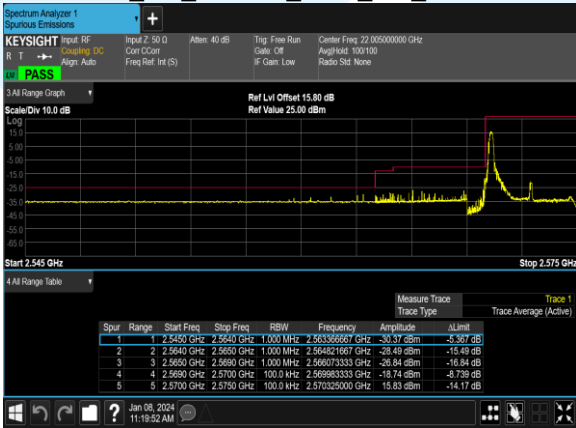 Spectrum Analyzer 1
Spurious Emissions
+
KEYSIGHT Input: RF Input Z: 50 Ω Atten: 40 dB Trig: Free Run Center Freq: 22.005000000 GHz
R T Coupling: DC Corr CCorr Gate: Off Avg|Hold: 100/100
Align: Auto Freq Ref: Int (S) IF Gain: Low Radio Std: None
PASS
3 All Range Graph
Ref Lvl Offset 15.80 dB
Scale/Div 10.0 dB Ref Value 25.00 dBm
Log
15.0
5.00
-5.00
-15.0
-25.0
-35.0
-45.0
-55.0
-65.0
Start 2.545 GHz Stop 2.575 GHz
4 All Range Table
Measure Trace Trace 1
Trace Type Trace Average (Active)
Spur Range Start Freq Stop Freq RBW Frequency Amplitude ΔLimit
1 1 2.5450 GHz 2.5640 GHz 1.000 MHz 2.563366667 GHz -30.37 dBm -5.367 dB
2 2 2.5640 GHz 2.5650 GHz 1.000 MHz 2.564821667 GHz -28.49 dBm -15.49 dB
3 3 2.5650 GHz 2.5690 GHz 1.000 MHz 2.566073333 GHz -26.84 dBm -16.84 dB
4 4 2.5690 GHz 2.5700 GHz 100.0 kHz 2.569983333 GHz -18.74 dBm -8.739 dB
5 5 2.5700 GHz 2.5750 GHz 100.0 kHz 2.570325000 GHz 15.83 dBm -14.17 dB
? Jan 08, 2024
11:19:52 AM